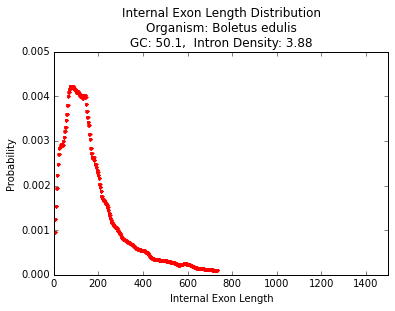 Internal Exon Length Distribution
Organism: Boletus edulis
GC: 50.1,  Intron Density: 3.88
0.005
0.004
0.003
0.002
0.001
0.000
Probability
0 200 400 600 800 1000 1200 1400
Internal Exon Length